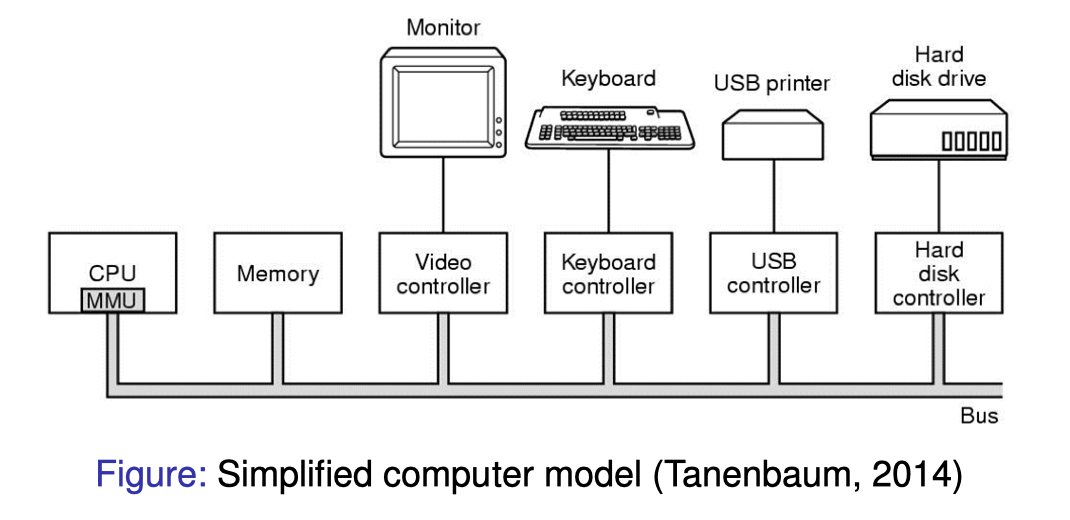 Monitor
Keyboard
USB printer
Hard
disk drive
CPU
MMU
Memory
Video
controller
Keyboard
controller
USB
controller
Hard
disk
controller
Bus
Figure: Simplified computer model (Tanenbaum, 2014)